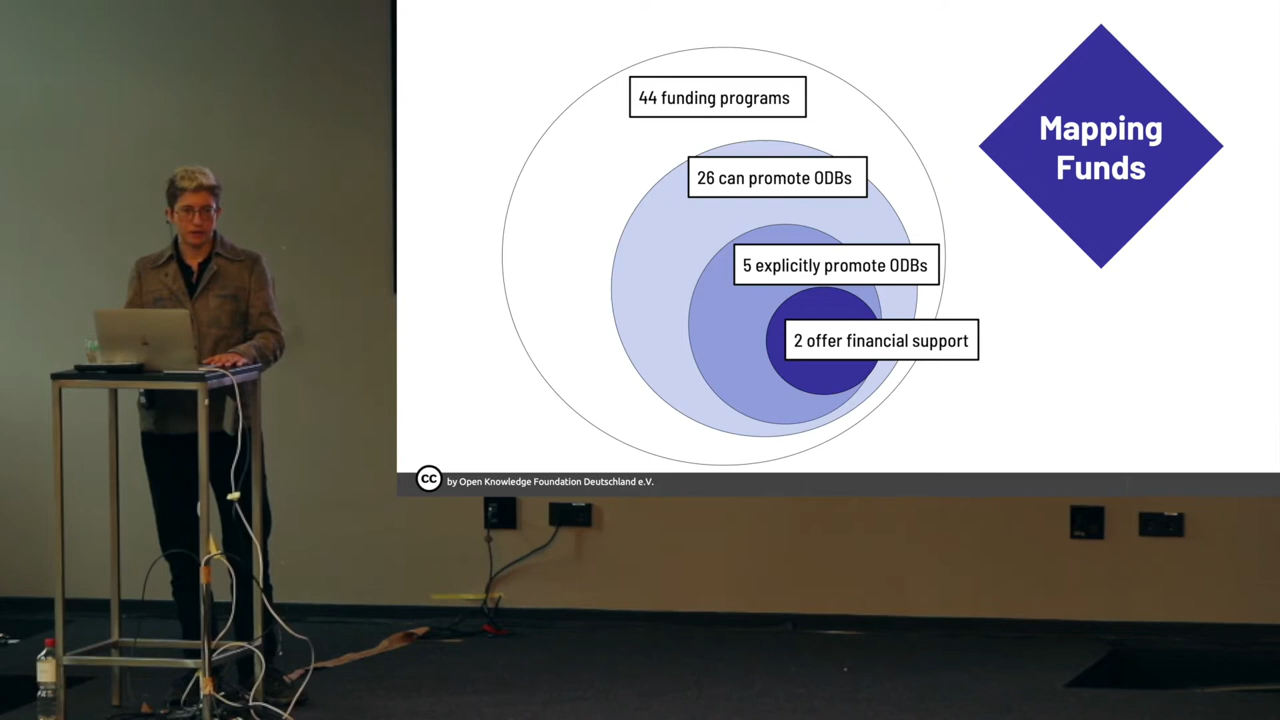 44 funding programs
26 can promote ODBs
5 explicitly promote ODBs
2 offer financial support
Mapping
Funds
CC by Open Knowledge Foundation Deutschland e.V.